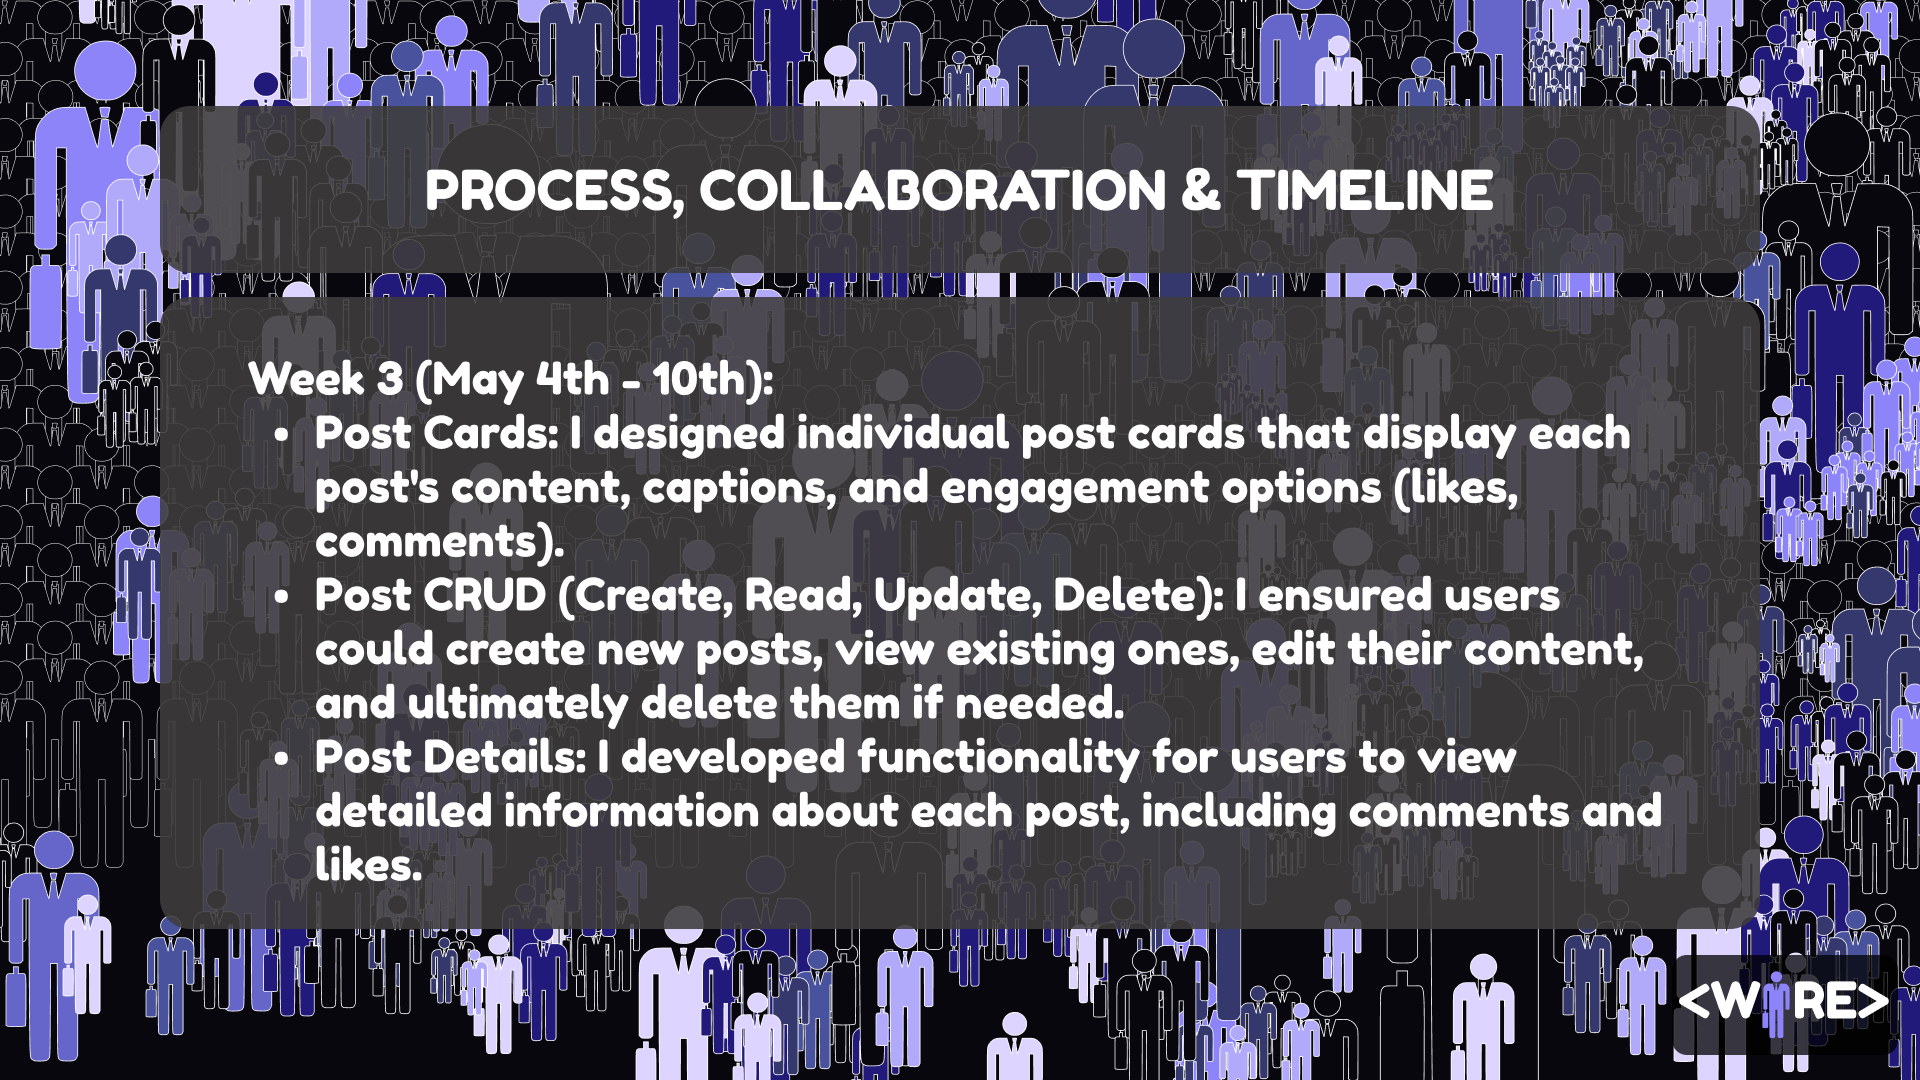 PROCESS, COLLABORATION & TIMELINE
Week 3 (May 4th - 10th):
• Post Cards: I designed individual post cards that display each
post's content, captions, and engagement options (likes,
comments).
• Post CRUD (Create, Read, Update, Delete): I ensured users
could create new posts, view existing ones, edit their content,
and ultimately delete them if needed.
• Post Details: I developed functionality for users to view
detailed information about each post, including comments and
likes.
<WIRE>